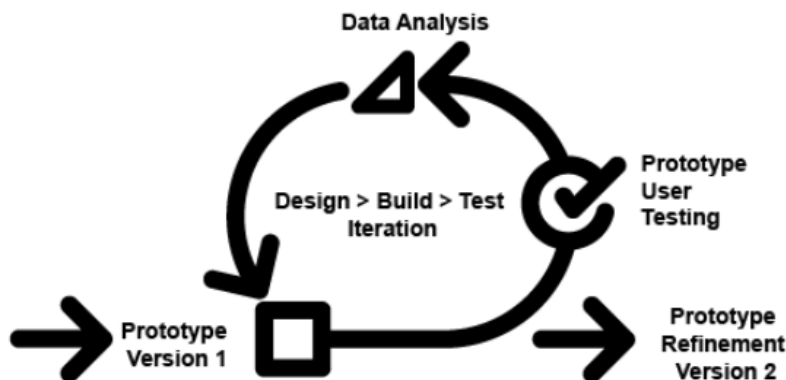 Data Analysis
Design > Build > Test
Iteration
Prototype
User
Testing
Prototype
Version 1
Prototype
Refinement
Version 2